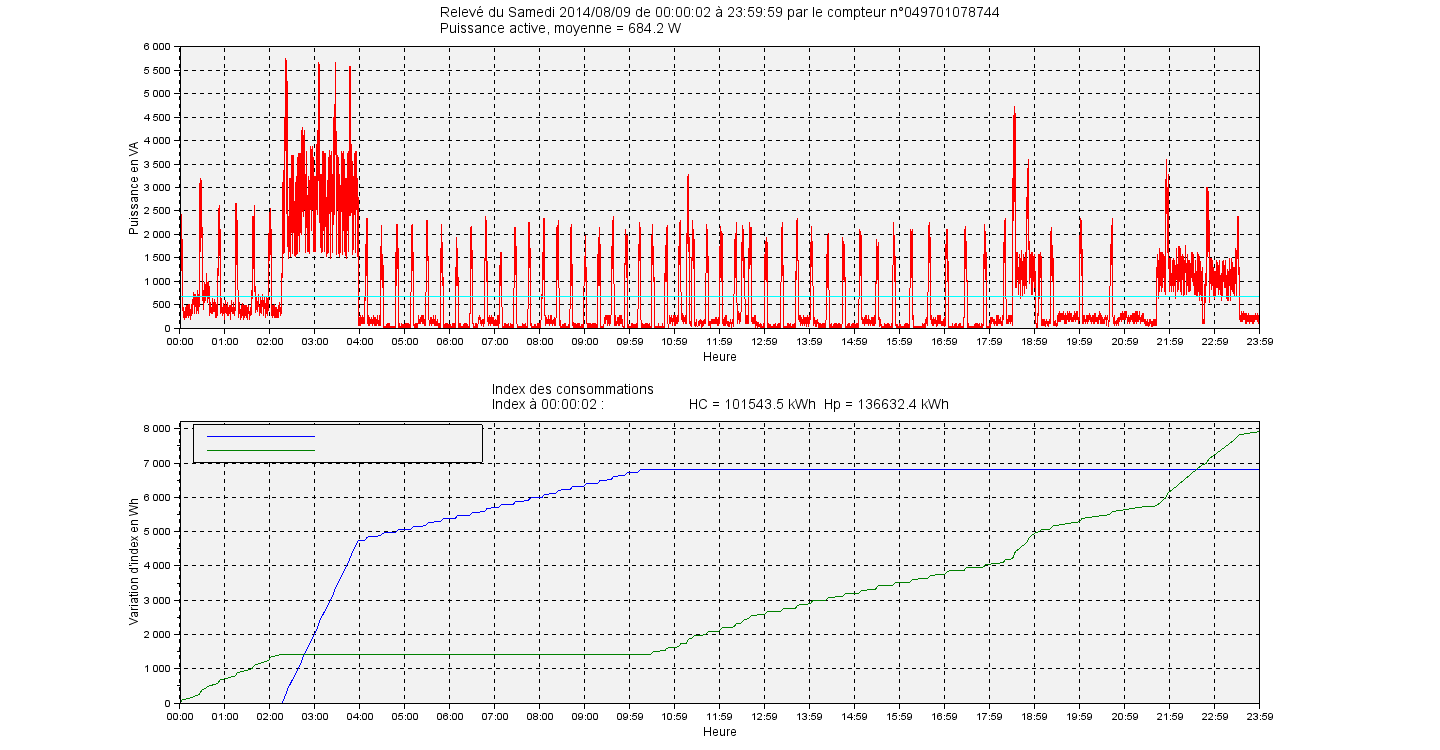 Relevé du Samedi 2014/08/09 de 00:00:02 à 23:59:59 par le compteur n°049701078744
Puissance active, moyenne = 684.2 W
6 000
5 500
5 000
4 500
4 000
3 500
3 000
2 500
2 000
1 500
1 000
500
0
Puissance en VA
00:00 01:00 02:00 03:00 04:00 05:00 06:00 07:00 08:00 09:00 09:59 10:59 11:59 12:59 13:59 14:59 15:59 16:59 17:59 18:59 19:59 20:59 21:59 22:59 23:59
Heure
Index des consommations
Index à 00:00:02 : HC = 101543.5 kWh Hp = 136632.4 kWh
8 000
7 000
6 000
5 000
4 000
3 000
2 000
1 000
0
Variation d'index en Wh
00:00 01:00 02:00 03:00 04:00 05:00 06:00 07:00 08:00 09:00 09:59 10:59 11:59 12:59 13:59 14:59 15:59 16:59 17:59 18:59 19:59 20:59 21:59 22:59 23:59
Heure